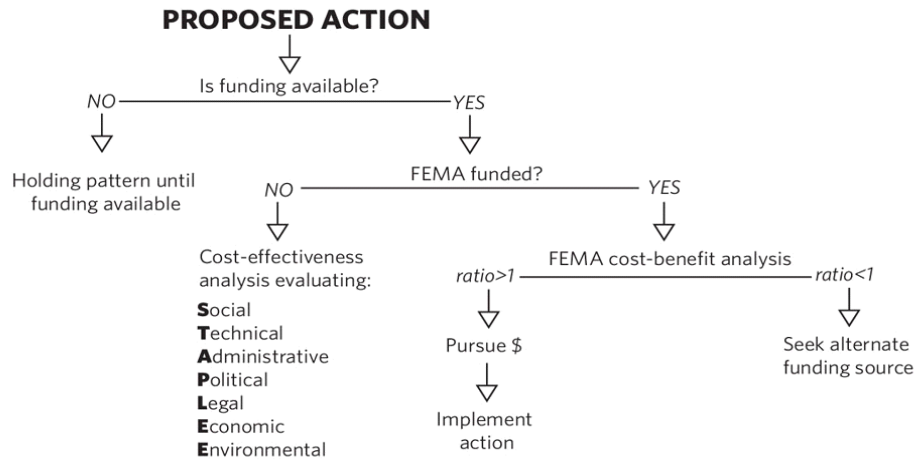 PROPOSED ACTION
Is funding available?
NO
YES
Holding pattern until
funding available
FEMA funded?
NO
YES
Cost-effectiveness
analysis evaluating:
Social
Technical
Administrative
Political
Legal
Economic
Environmental
FEMA cost-benefit analysis
ratio>1
ratio<1
Pursue $
Implement
action
Seek alternate
funding source